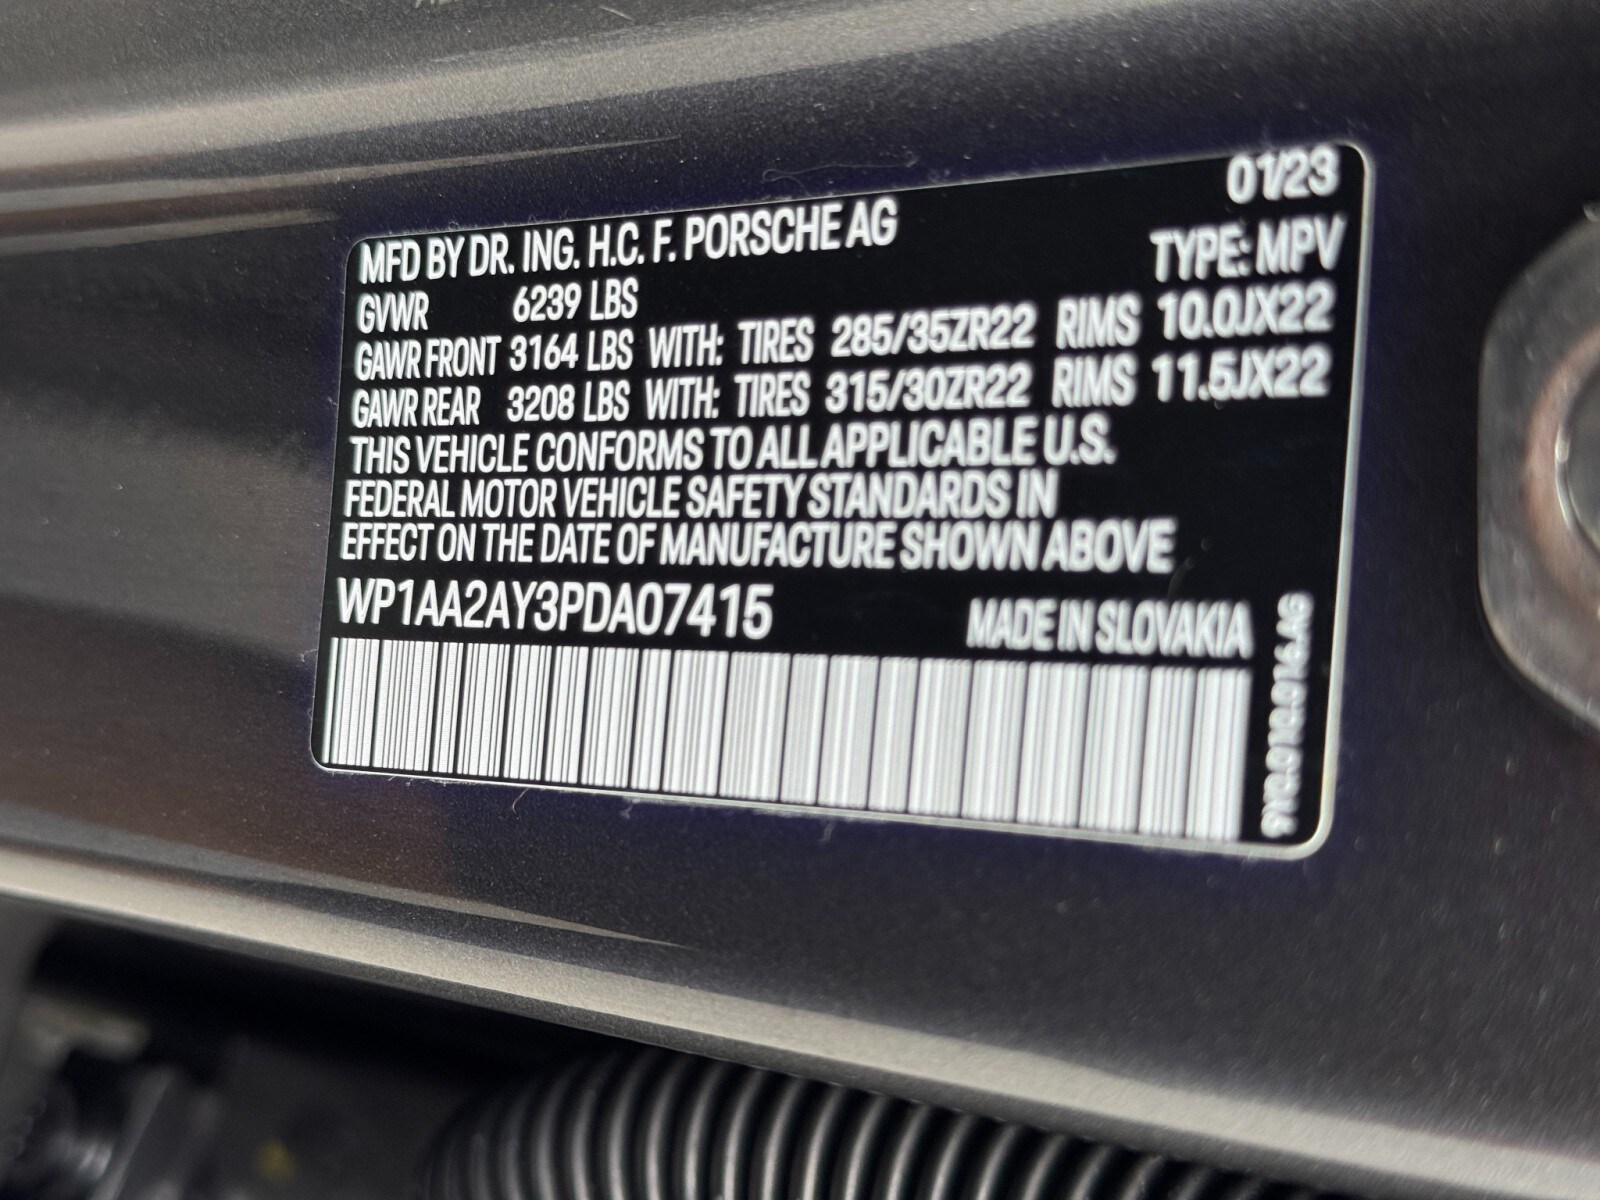 01/23
MFD BY DR. ING. H.C. F. PORSCHE AG
TYPE: MPV
GVWR 6239 LBS
GAWR FRONT 3164 LBS WITH: TIRES 285/35ZR22 RIMS 10.0JX22
GAWR REAR 3208 LBS WITH: TIRES 315/30ZR22 RIMS 11.5JX22
THIS VEHICLE CONFORMS TO ALL APPLICABLE U.S.
FEDERAL MOTOR VEHICLE SAFETY STANDARDS IN
EFFECT ON THE DATE OF MANUFACTURE SHOWN ABOVE
WP1AA2AY3PDA07415
MADE IN SLOVAKIA